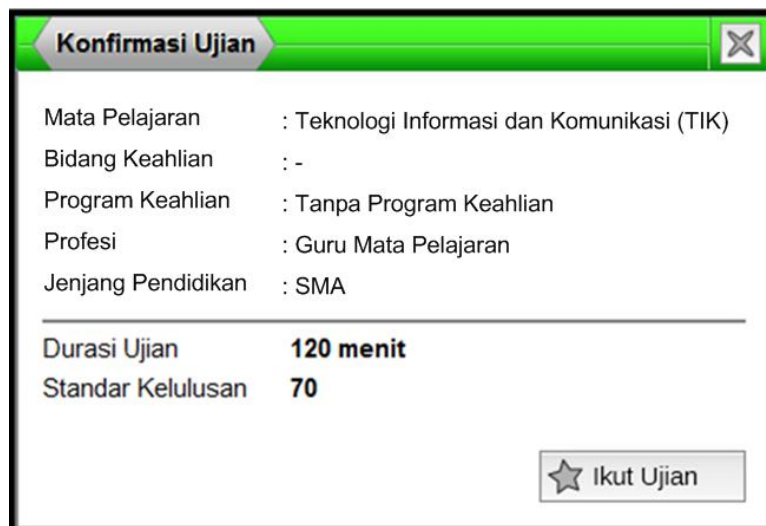 Konfirmasi Ujian
Mata Pelajaran : Teknologi Informasi dan Komunikasi (TIK)
Bidang Keahlian : -
Program Keahlian : Tanpa Program Keahlian
Profesi : Guru Mata Pelajaran
Jenjang Pendidikan : SMA
Durasi Ujian 120 menit
Standar Kelulusan 70
Ikut Ujian